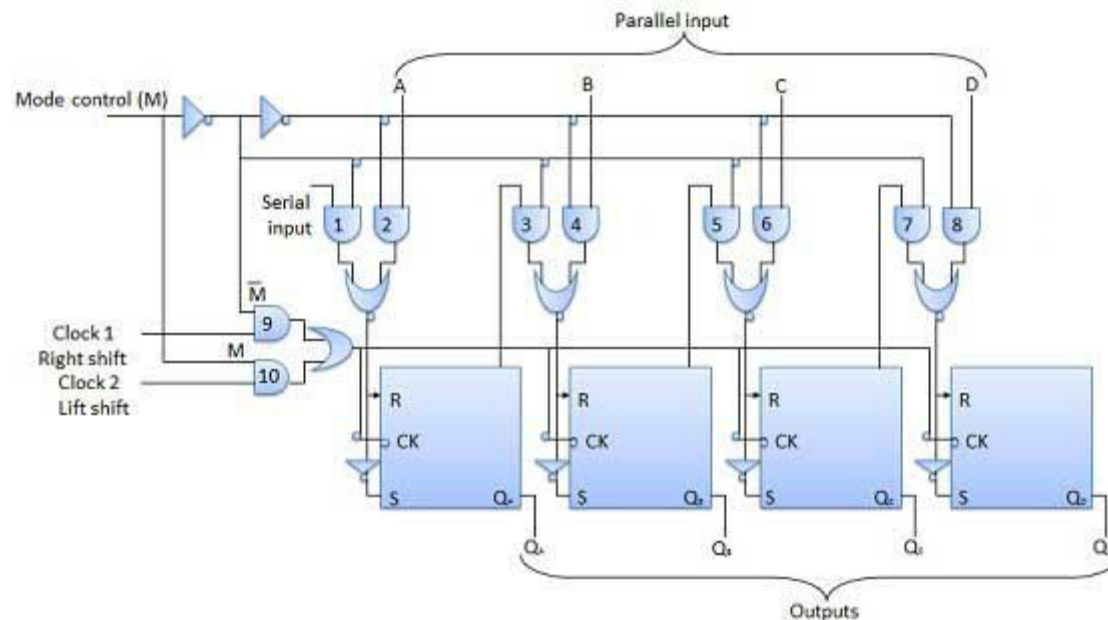 Parallel input
A
B
C
D
Mode control (M)
Serial
input
1
2
3
4
5
6
7
8
M̅
9
Clock 1
Right shift
M
10
Clock 2
Lift shift
R
R
R
R
CK
CK
CK
CK
S
S
S
S
Q
Q
Q
Q
Q
Q
Q
Q
Outputs